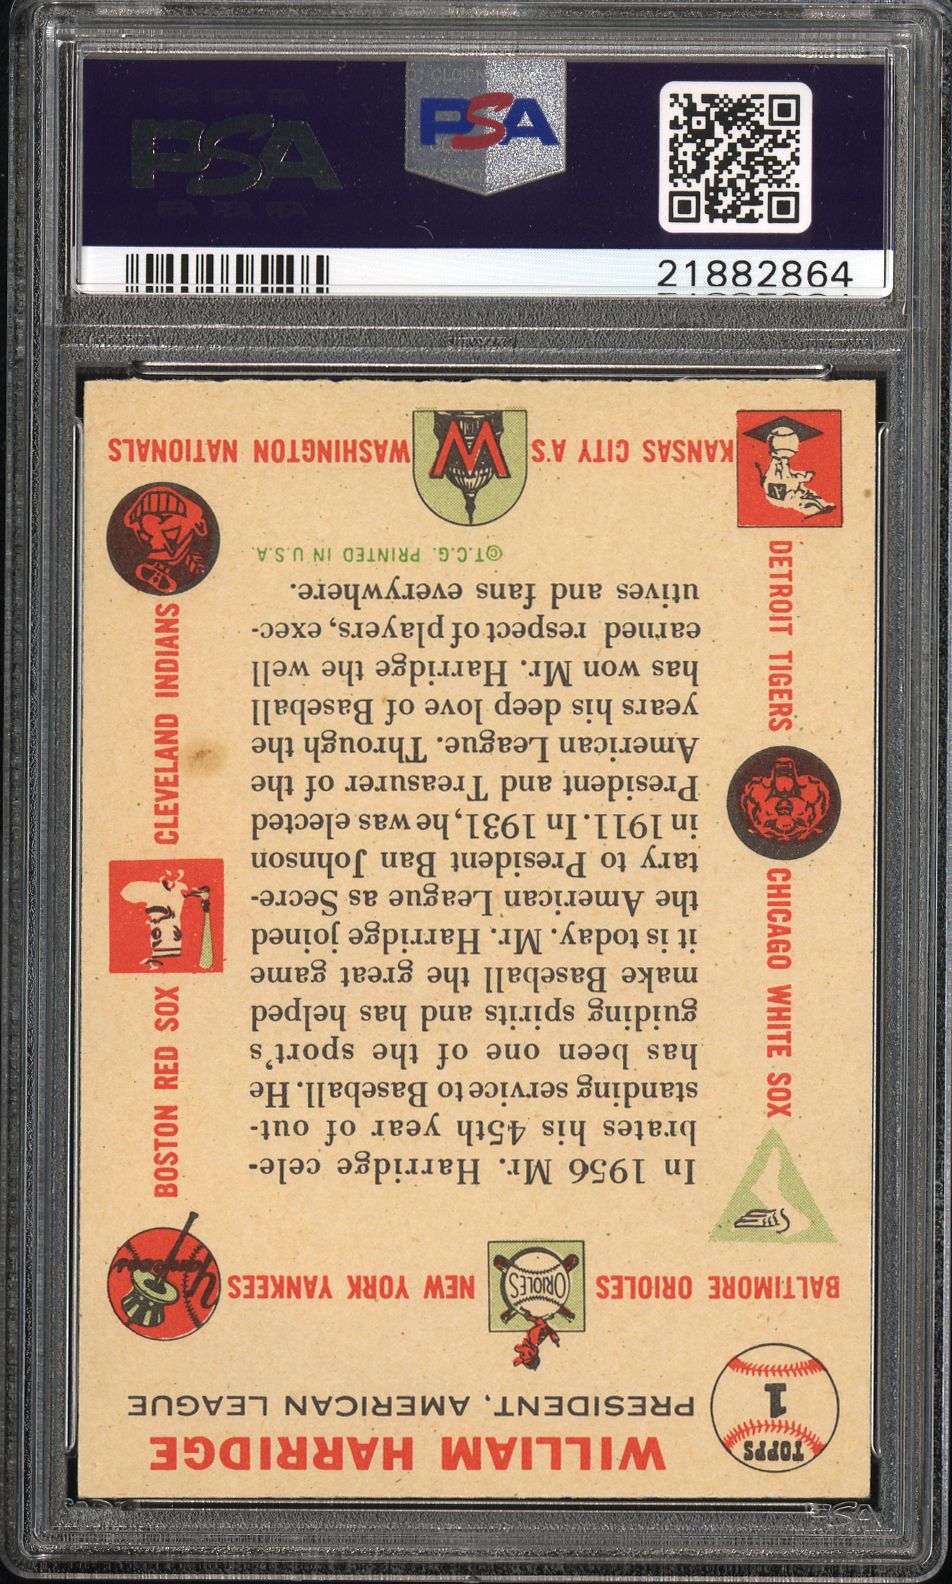 PSA
PSA
21882864
TOPPS
1
WILLIAM HARRIDGE
PRESIDENT, AMERICAN LEAGUE
BALTIMORE ORIOLES
ORIOLES
NEW YORK YANKEES
CHICAGO WHITE SOX
BOSTON RED SOX
In 1956 Mr. Harridge cele-
brates his 45th year of out-
standing service to Baseball. He
has been one of the sport's
guiding spirits and has helped
make Baseball the great game
it is today. Mr. Harridge joined
the American League as Secre-
tary to President Ban Johnson
in 1911. In 1931, he was elected
President and Treasurer of the
American League. Through the
years his deep love of Baseball
has won Mr. Harridge the well
earned respect of players, exec-
utives and fans everywhere.
©T.C.G. PRINTED IN U.S.A.
DETROIT TIGERS
CLEVELAND INDIANS
KANSAS CITY A'S
W
WASHINGTON NATIONALS
A
PSA